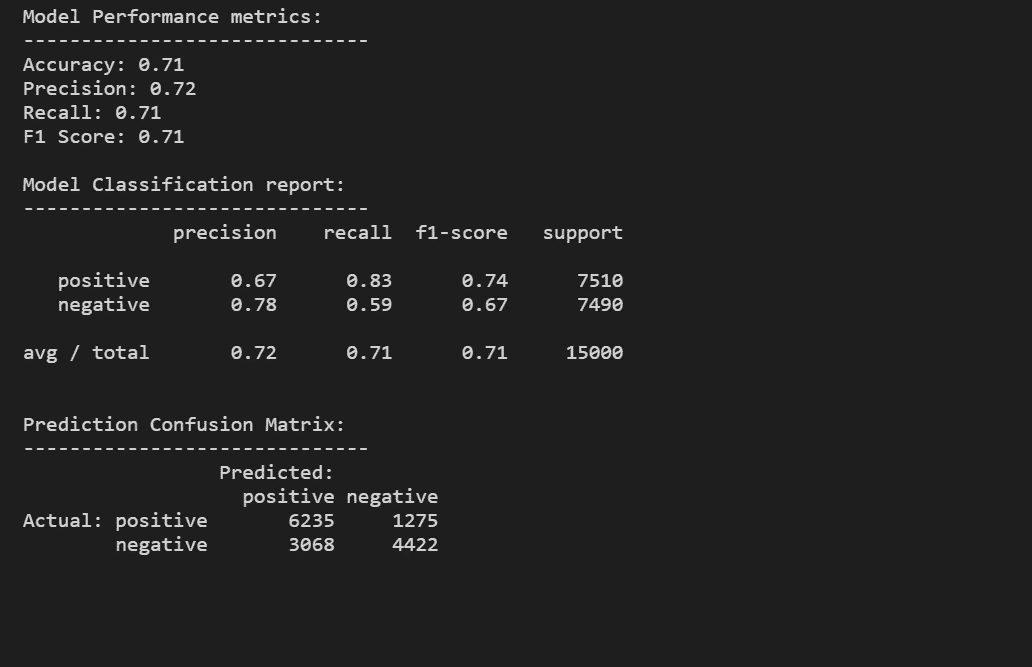 Model Performance metrics:
------------------------------
Accuracy: 0.71
Precision: 0.72
Recall: 0.71
F1 Score: 0.71
Model Classification report:
------------------------------
             precision    recall  f1-score   support
   positive       0.67      0.83      0.74      7510
   negative       0.78      0.59      0.67      7490
avg / total       0.72      0.71      0.71     15000
Prediction Confusion Matrix:
------------------------------
                 Predicted:
                   positive negative
Actual: positive       6235     1275
        negative       3068     4422